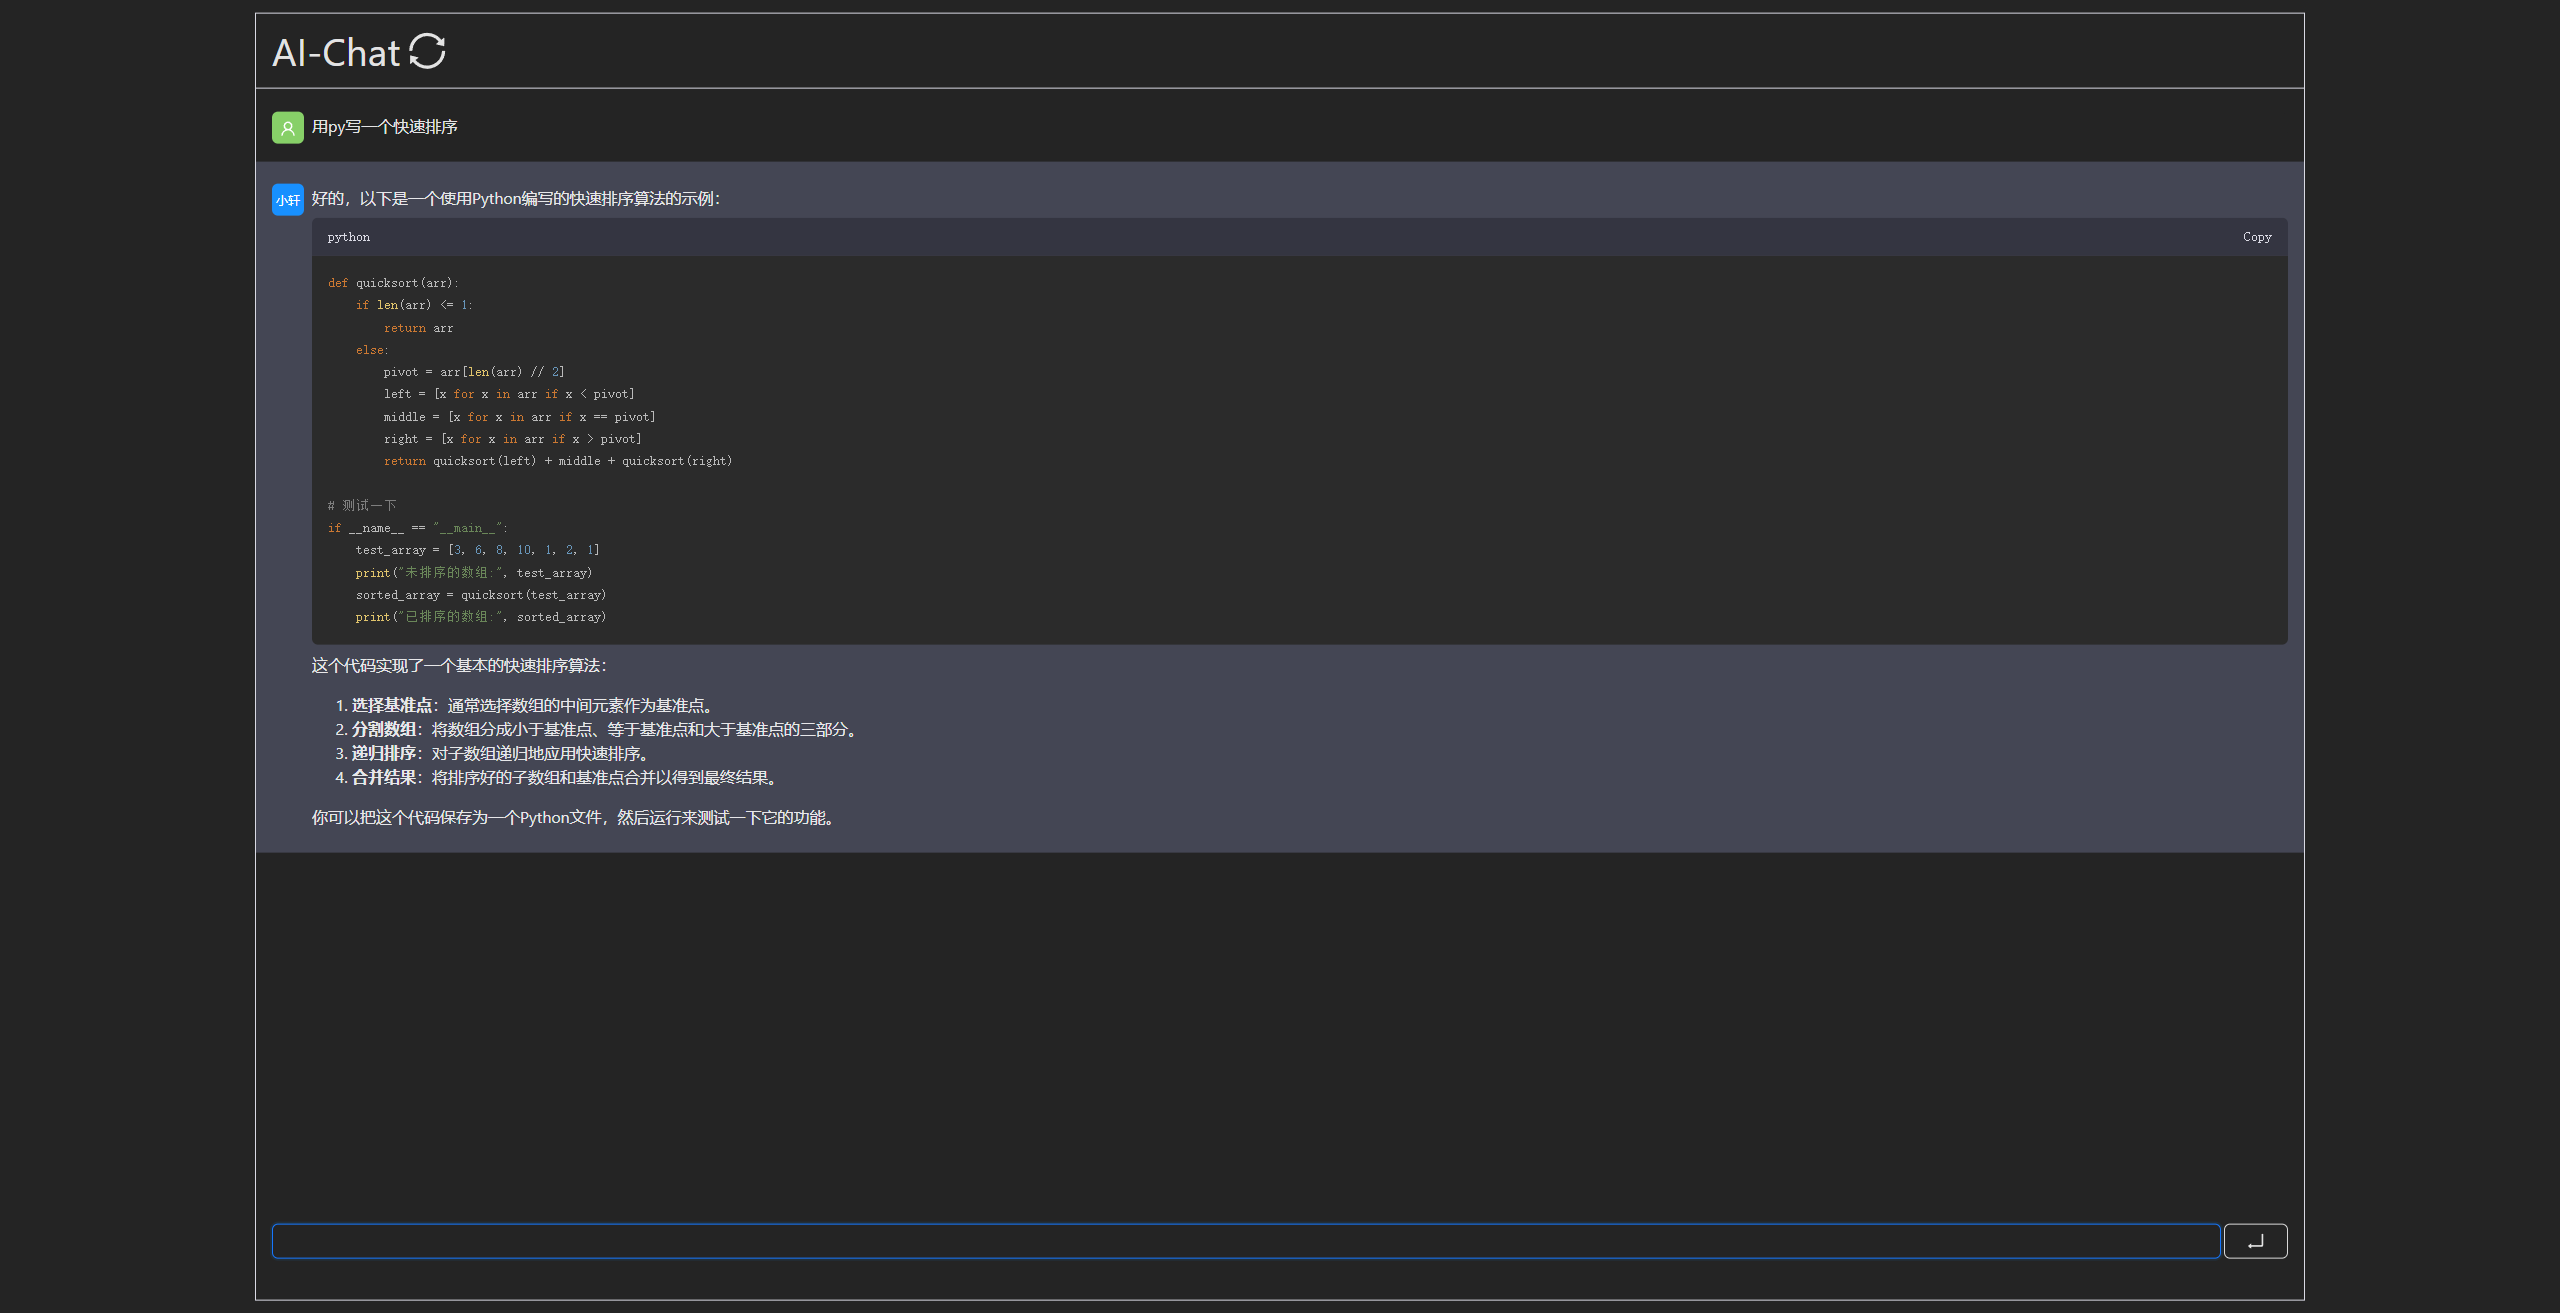 AI-Chat
用py写一个快速排序
小轩
好的，以下是一个使用Python编写的快速排序算法的示例：
python
Copy
def quicksort(arr):
    if len(arr) <= 1:
        return arr
    else:
        pivot = arr[len(arr) // 2]
        left = [x for x in arr if x < pivot]
        middle = [x for x in arr if x == pivot]
        right = [x for x in arr if x > pivot]
        return quicksort(left) + middle + quicksort(right)
# 测试一下
if __name__ == "__main__":
    test_array = [3, 6, 8, 10, 1, 2, 1]
    print("未排序的数组:", test_array)
    sorted_array = quicksort(test_array)
    print("已排序的数组:", sorted_array)
这个代码实现了一个基本的快速排序算法：
1. 选择基准点：通常选择数组的中间元素作为基准点。
2. 分割数组：将数组分成小于基准点、等于基准点和大于基准点的三部分。
3. 递归排序：对子数组递归地应用快速排序。
4. 合并结果：将排序好的子数组和基准点合并以得到最终结果。
你可以把这个代码保存为一个Python文件，然后运行来测试一下它的功能。